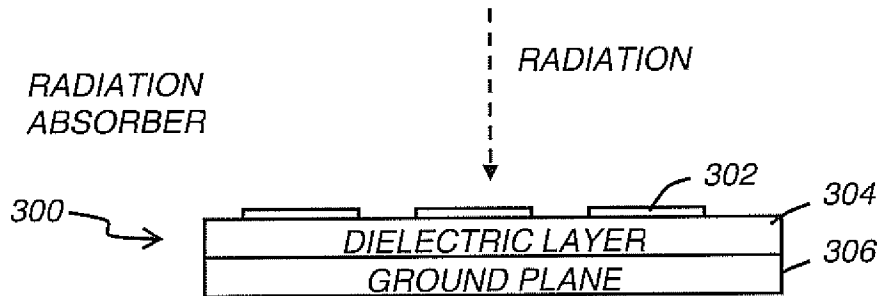 RADIATION
ABSORBER
RADIATION
302
304
300
DIELECTRIC LAYER
306
GROUND PLANE